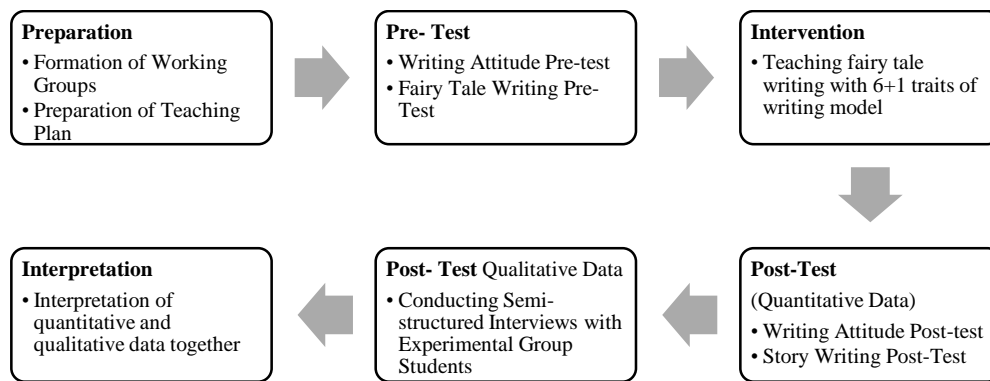 Preparation
• Formation of Working
Groups
• Preparation of Teaching
Plan
Pre- Test
• Writing Attitude Pre-test
• Fairy Tale Writing Pre-
Test
Intervention
• Teaching fairy tale
writing with 6+1 traits of
writing model
Post-Test
(Quantitative Data)
• Writing Attitude Post-test
• Story Writing Post-Test
Post- Test Qualitative Data
• Conducting Semi-
structured Interviews with
Experimental Group
Students
Interpretation
• Interpretation of
quantitative and
qualitative data together